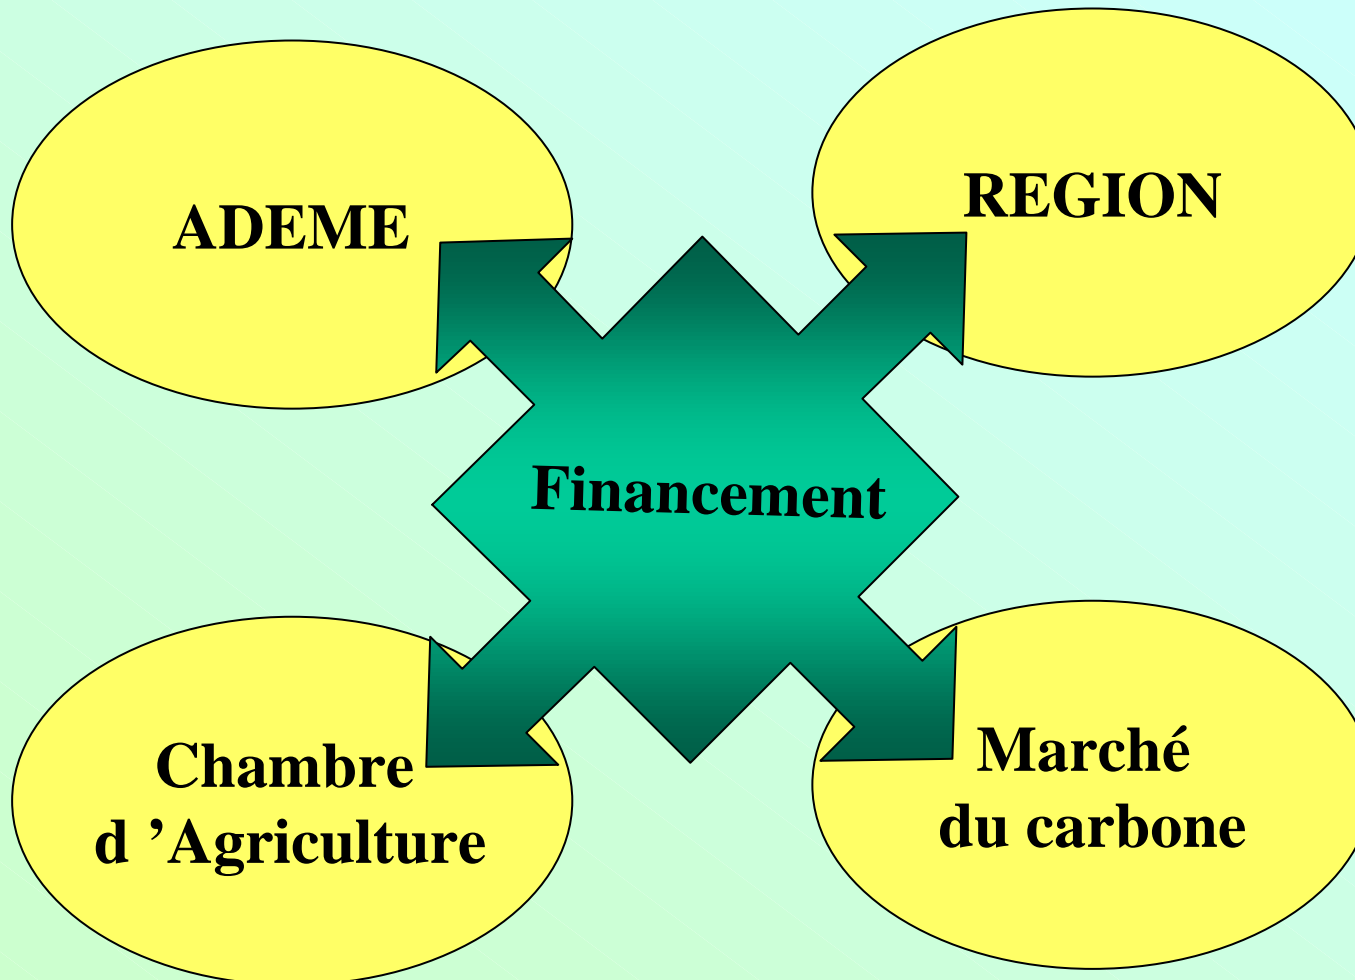 ADEME
REGION
Financement
Chambre
d ’Agriculture
Marché
du carbone